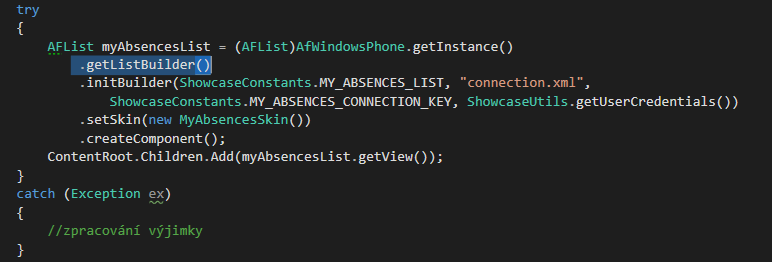 try
{
AFList myAbsencesList = (AFList)AfWindowsPhone.getInstance()
.getListBuilder()
.initBuilder(ShowcaseConstants.MY_ABSENCES_LIST, "connection.xml",
ShowcaseConstants.MY_ABSENCES_CONNECTION_KEY, ShowcaseUtils.getUserCredentials())
.setSkin(new MyAbsencesSkin())
.createComponent();
ContentRoot.Children.Add(myAbsencesList.getView());
}
catch (Exception ex)
{
//zpracování výjimky
}